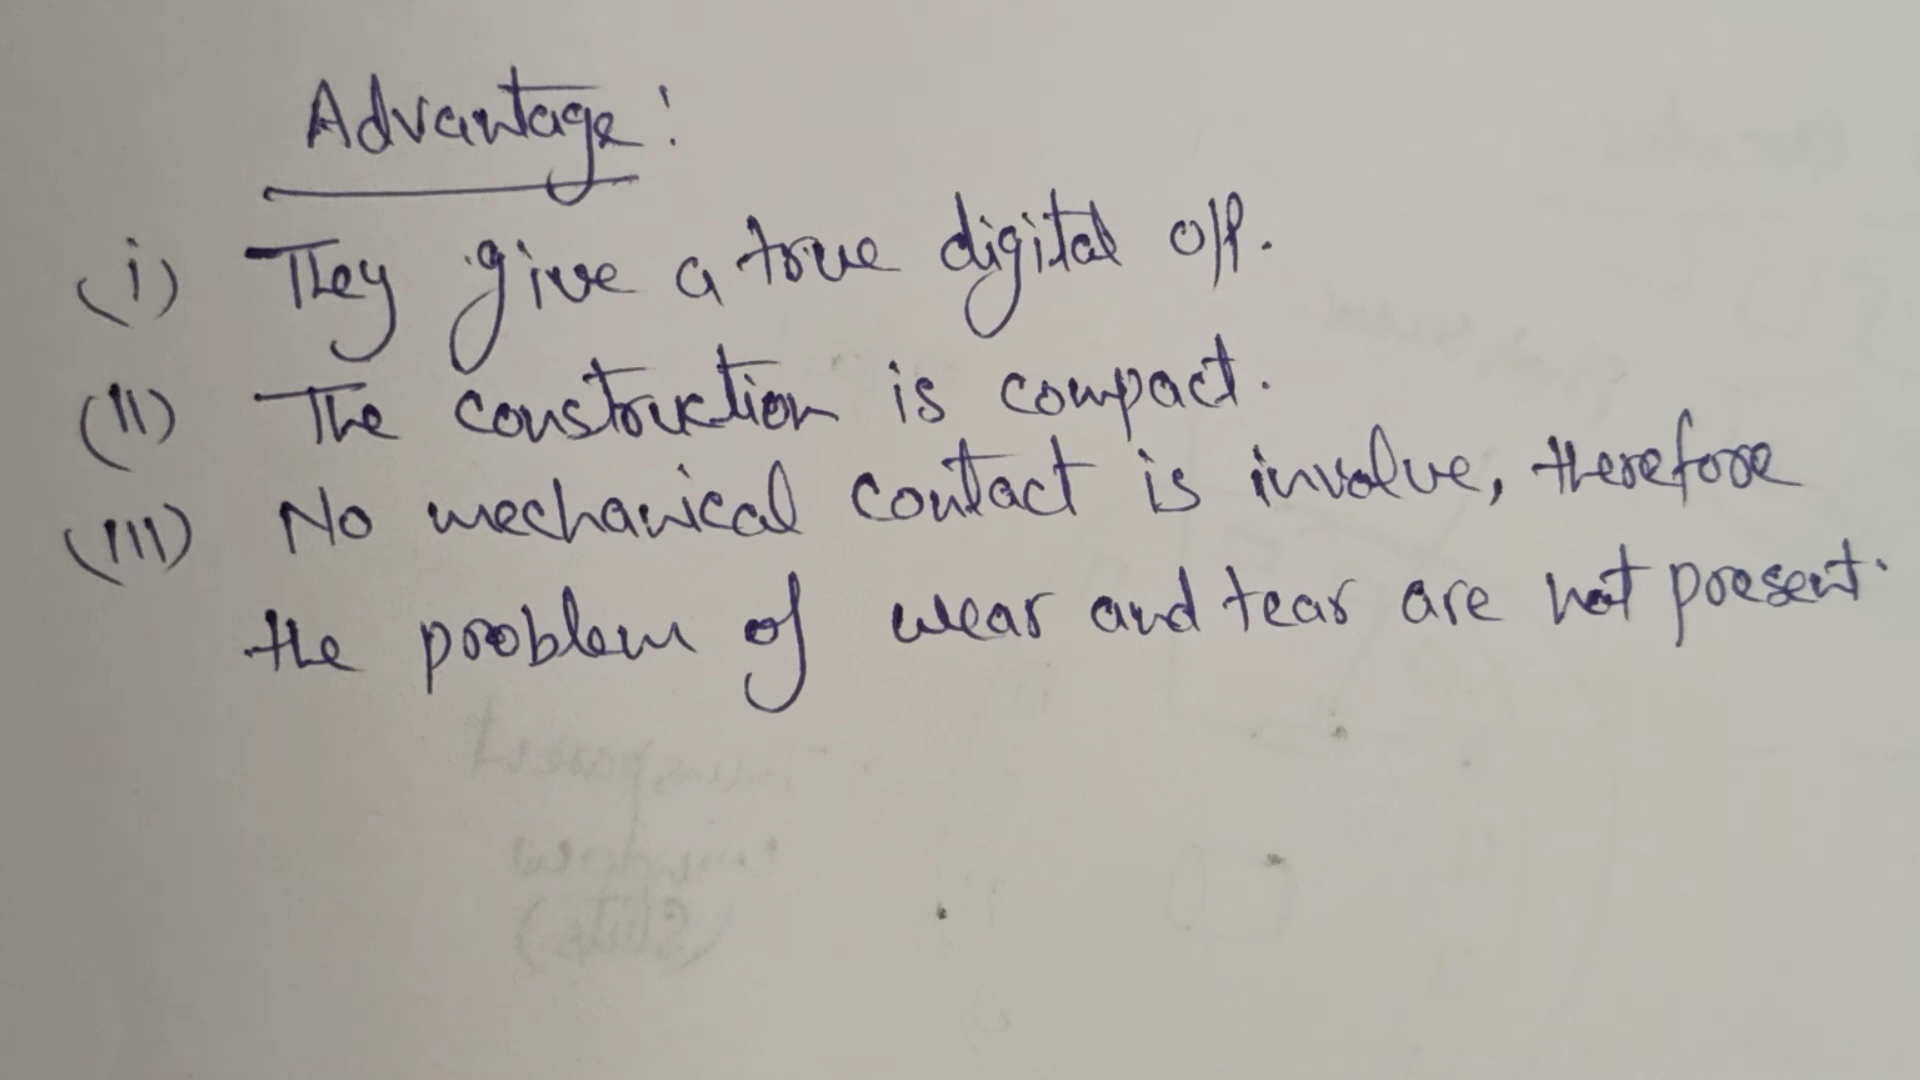 Advantage:
(i) They give a true digital o/p.
(II) The construction is compact.
(III) No mechanical contact is involve, therefore
the problem of wear and tear are not present.